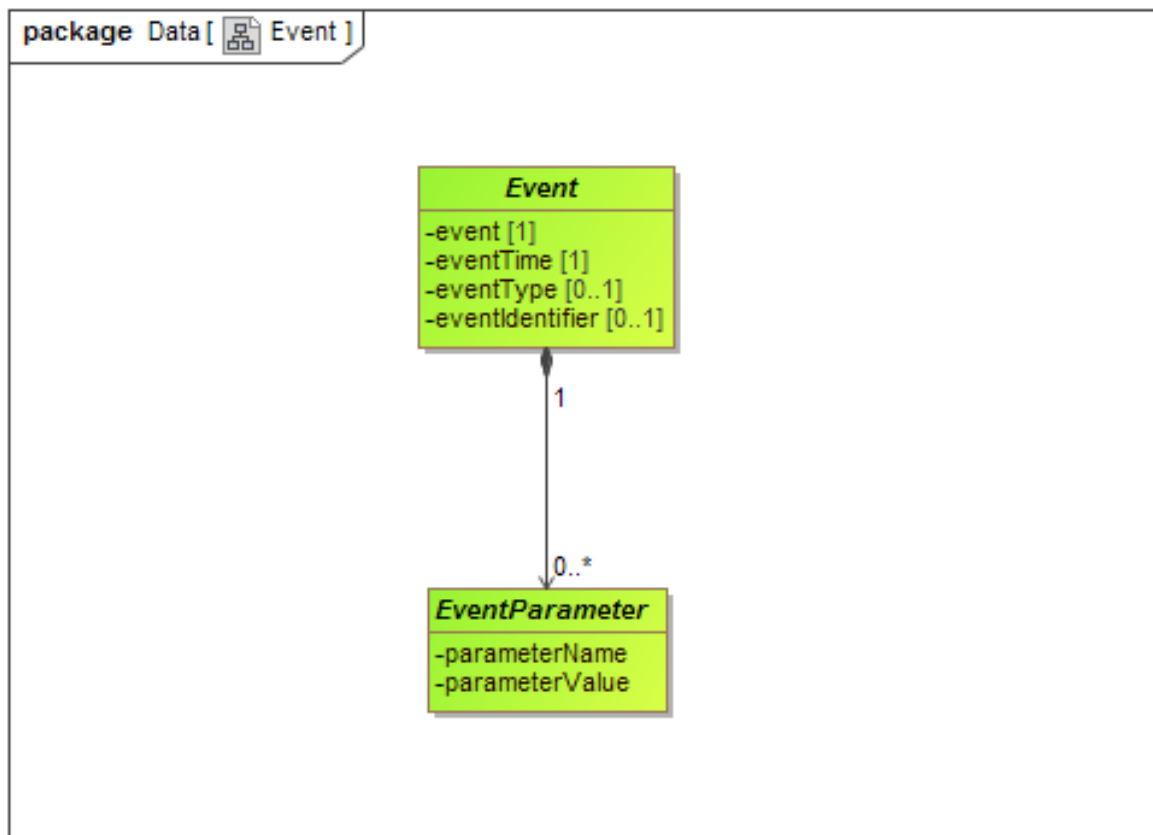 package Data [ Event ]
Event
-event [1]
-eventTime [1]
-eventType [0..1]
-eventIdentifier [0..1]
1
0..*
EventParameter
-parameterName
-parameterValue